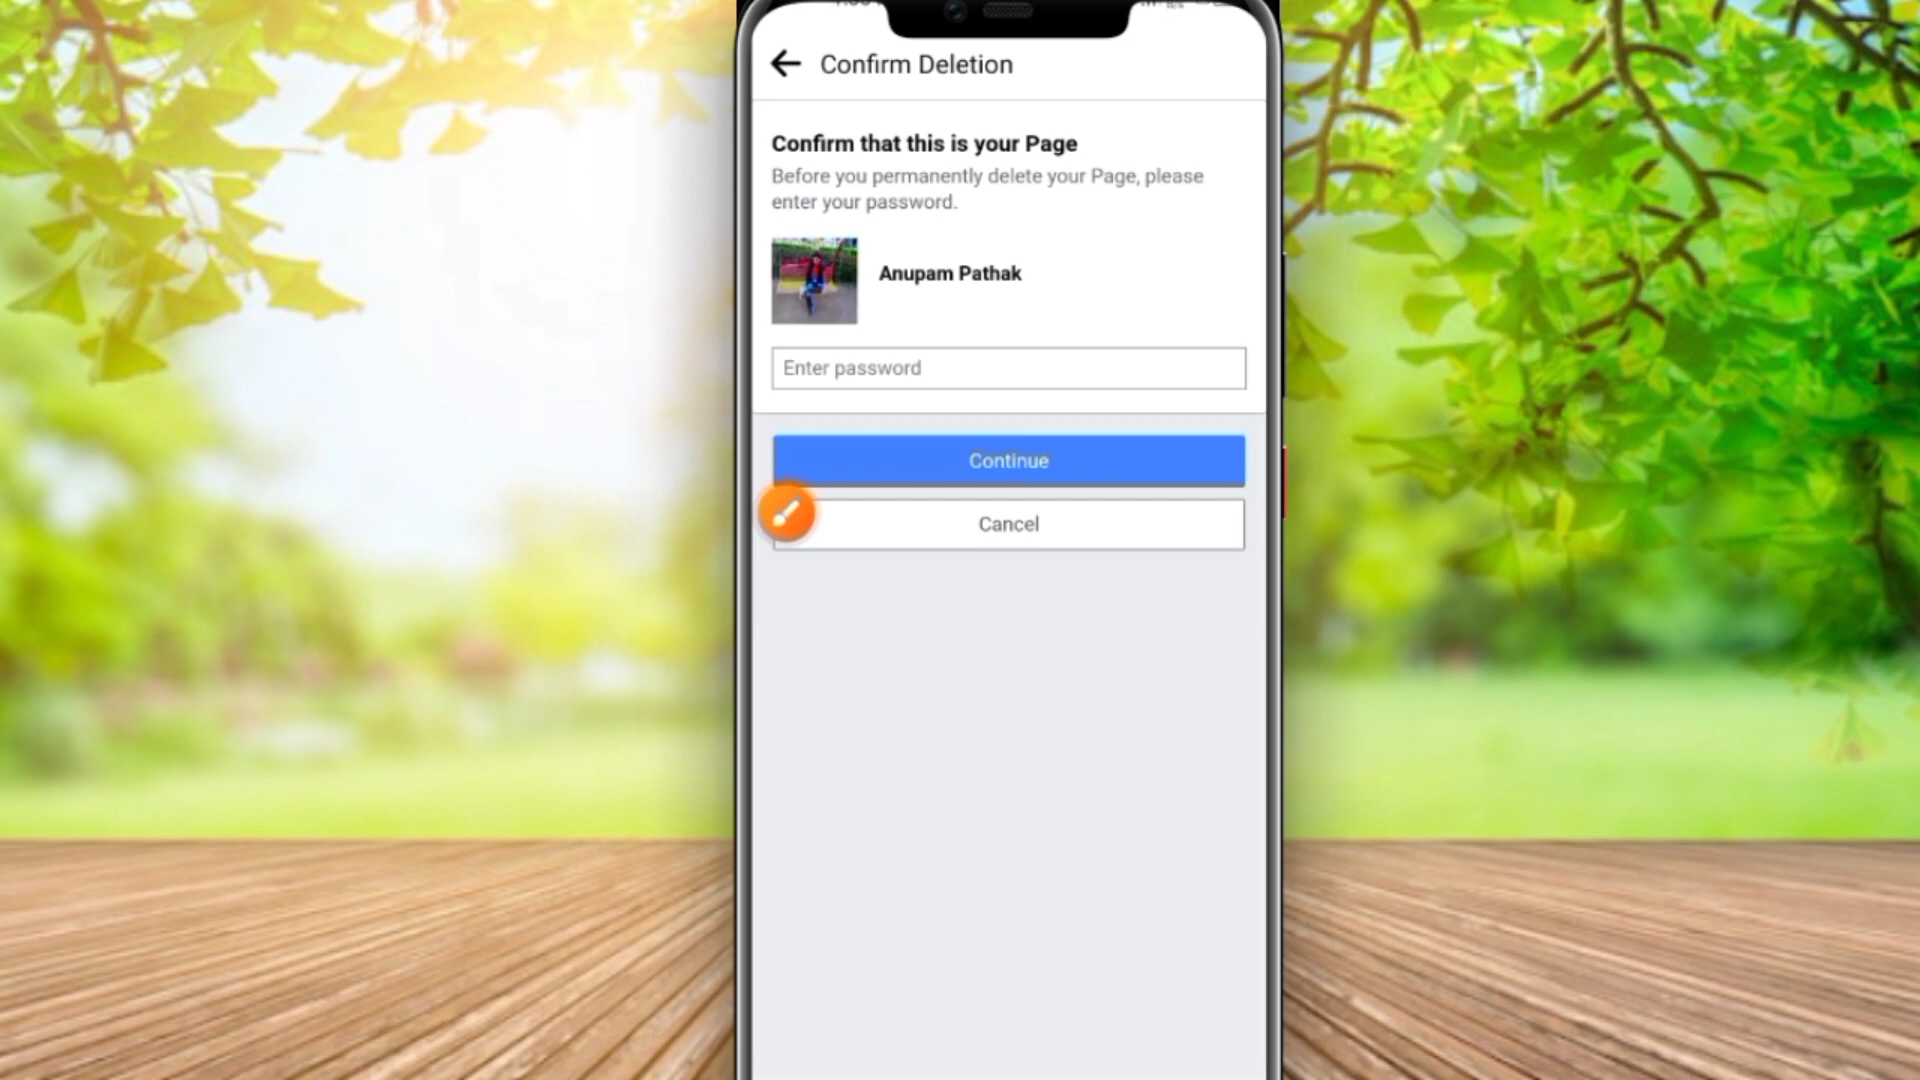 Confirm Deletion
Confirm that this is your Page
Before you permanently delete your Page, please
enter your password.
Anupam Pathak
Enter password
Continue
Cancel